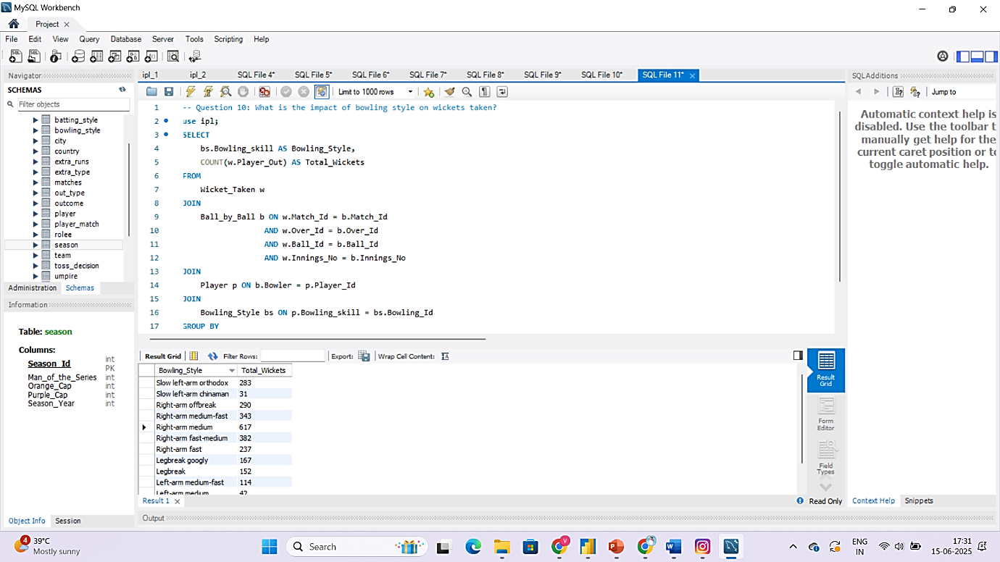 MySQL Workbench
Project
File Edit View Query Database Server Tools Scripting Help
Navigator
SCHEMAS
Filter objects
batting_style
bowling_style
city
country
extra_runs
extra_type
matches
out_type
outcome
player
player_match
rolee
season
team
toss_decision
umpire
Administration Schemas
Information
Table: season
Columns:
Season_Id int PK
Man_of_the_Series int
Orange_Cap int
Purple_Cap int
Season_Year int
Object Info Session
ipl_1 ipl_2 SQL File 4* SQL File 5* SQL File 6* SQL File 7* SQL File 8* SQL File 9* SQL File 10* SQL File 11*
Limit to 1000 rows
1 -- Question 10: What is the impact of bowling style on wickets taken?
2 use ipl;
3 SELECT
4 bs.Bowling_skill AS Bowling_Style,
5 COUNT(w.Player_Out) AS Total_Wickets
6 FROM
7 Wicket_Taken w
8 JOIN
9 Ball_by_Ball b ON w.Match_Id = b.Match_Id
10 AND w.Over_Id = b.Over_Id
11 AND w.Ball_Id = b.Ball_Id
12 AND w.Innings_No = b.Innings_No
13 JOIN
14 Player p ON b.Bowler = p.Player_Id
15 JOIN
16 Bowling_Style bs ON p.Bowling_skill = bs.Bowling_Id
17 GROUP BY
Result Grid Filter Rows: Export: Wrap Cell Content:
Bowling_Style Total_Wickets
Slow left-arm orthodox 283
Slow left-arm chinaman 31
Right-arm offbreak 290
Right-arm medium-fast 343
Right-arm medium 617
Right-arm fast-medium 382
Right-arm fast 237
Legbreak googly 167
Legbreak 152
Left-arm medium-fast 114
Left-arm medium 42
Result Grid
Form Editor
Field Types
Result 1
Read Only
Output
SQLAdditions
Jump to
Automatic context help is
disabled. Use the toolbar t
manually get help for the
current caret position or to
toggle automatic help.
Context Help Snippets
4
39°C
Mostly sunny
Search
ENG
IN
17:31
15-06-2025